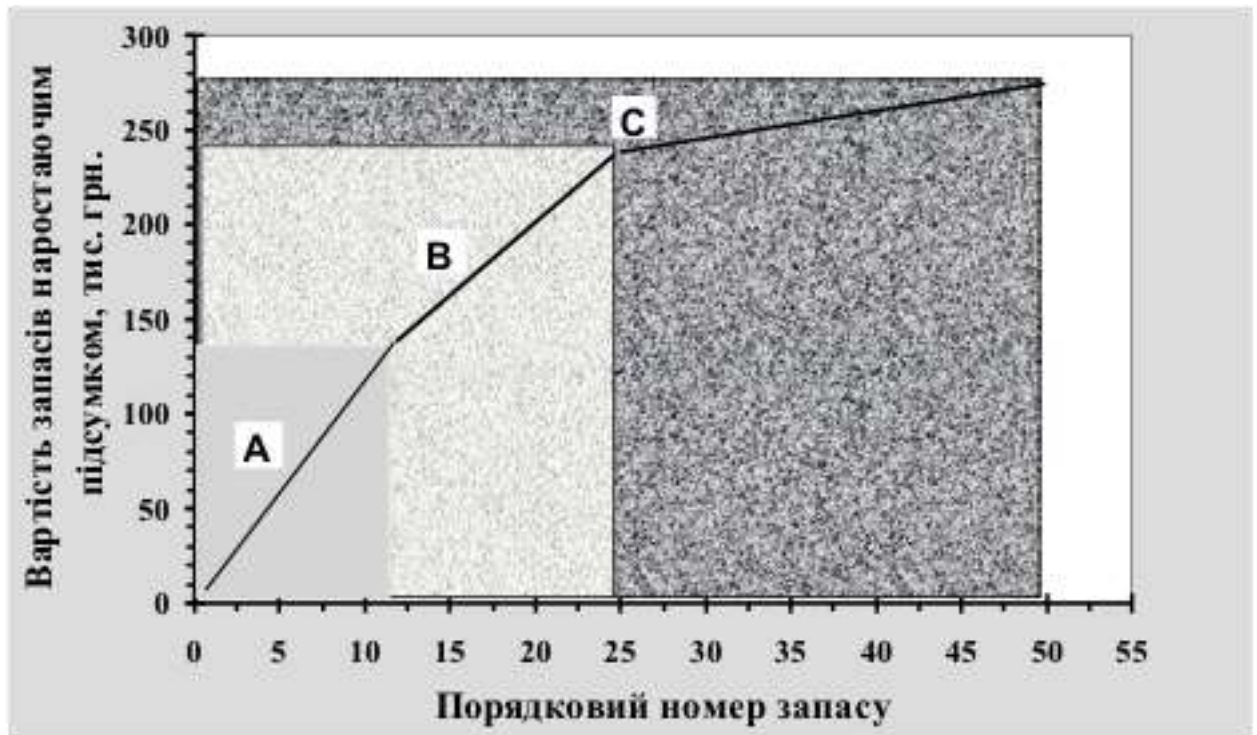 Вартість запасів наростаючим
підсумком, тис. грн.
300
250
200
150
100
50
0
A
B
C
0 5 10 15 20 25 30 35 40 45 50 55
Порядковий номер запасу